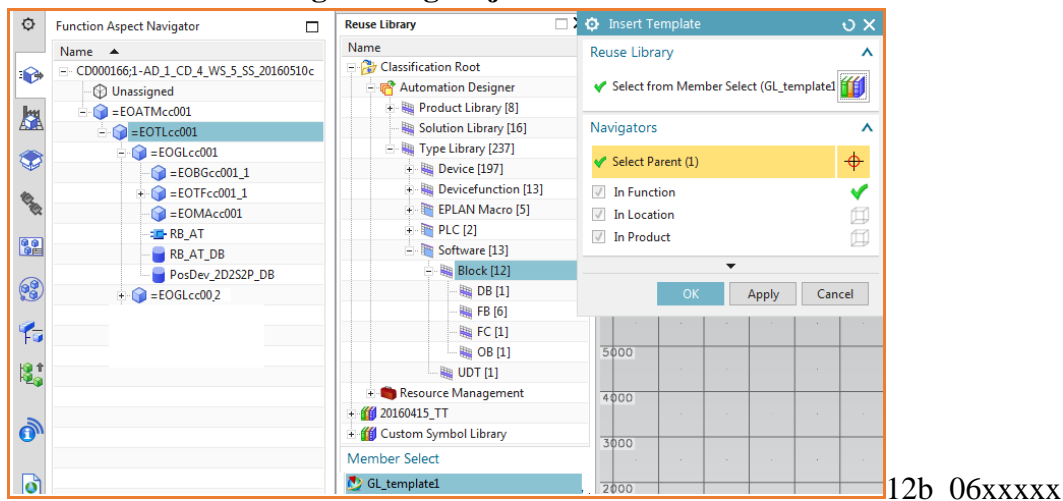 Function Aspect Navigator
Name
CD000166;1-AD_1_CD_4_WS_5_SS_20160510c
Unassigned
=EOATMcc001
=EOTLcc001
=EOGLcc001
=EOBGcc001_1
=EOTFcc001_1
=EOMAcc001
RB_AT
RB_AT_DB
PosDev_2D2S2P_DB
=EOGLcc00,2
Reuse Library
Name
Classification Root
Automation Designer
Product Library [8]
Solution Library [16]
Type Library [237]
Device [197]
Devicefunction [13]
EPLAN Macro [5]
PLC [2]
Software [13]
Block [12]
DB [1]
FB [6]
FC [1]
OB [1]
UDT [1]
Resource Management
20160415_TT
Custom Symbol Library
Member Select
GL_template1
Insert Template
Reuse Library
Select from Member Select (GL_template1
Navigators
Select Parent (1)
In Function
In Location
In Product
OK Apply Cancel
5000
4000
3000
2000
12b_06xxxxx